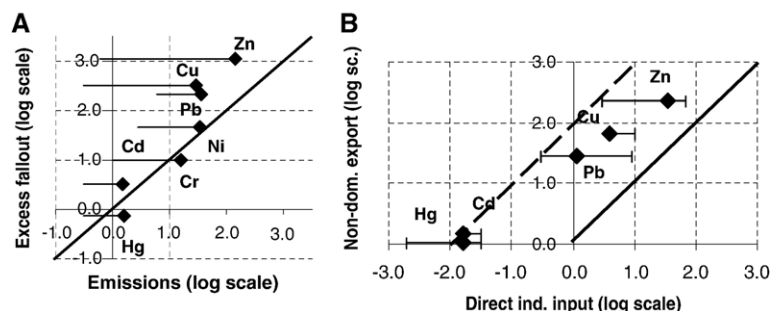 A
Excess fallout (log scale)
3.0
2.0
1.0
0.0
-1.0
Zn
Cu
Pb
Ni
Cd
Cr
Hg
-1.0 0.0 1.0 2.0 3.0
Emissions (log scale)
B
Non-dom. export (log sc.)
3.0
2.0
1.0
0.0
Zn
Cu
Pb
Cd
Hg
-3.0 -2.0 -1.0 0.0 1.0 2.0 3.0
Direct ind. input (log scale)